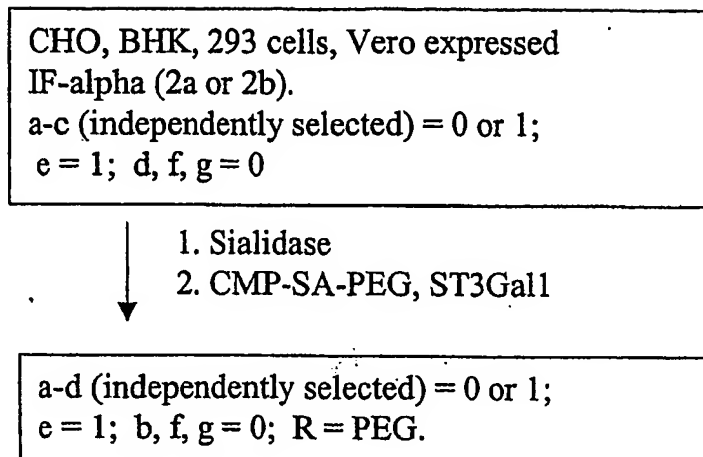 CHO, BHK, 293 cells, Vero expressed
IF-alpha (2a or 2b).
a-c (independently selected) = 0 or 1;
e = 1; d, f, g = 0
1. Sialidase
2. CMP-SA-PEG, ST3Gal1
a-d (independently selected) = 0 or 1;
e = 1; b, f, g = 0; R = PEG.